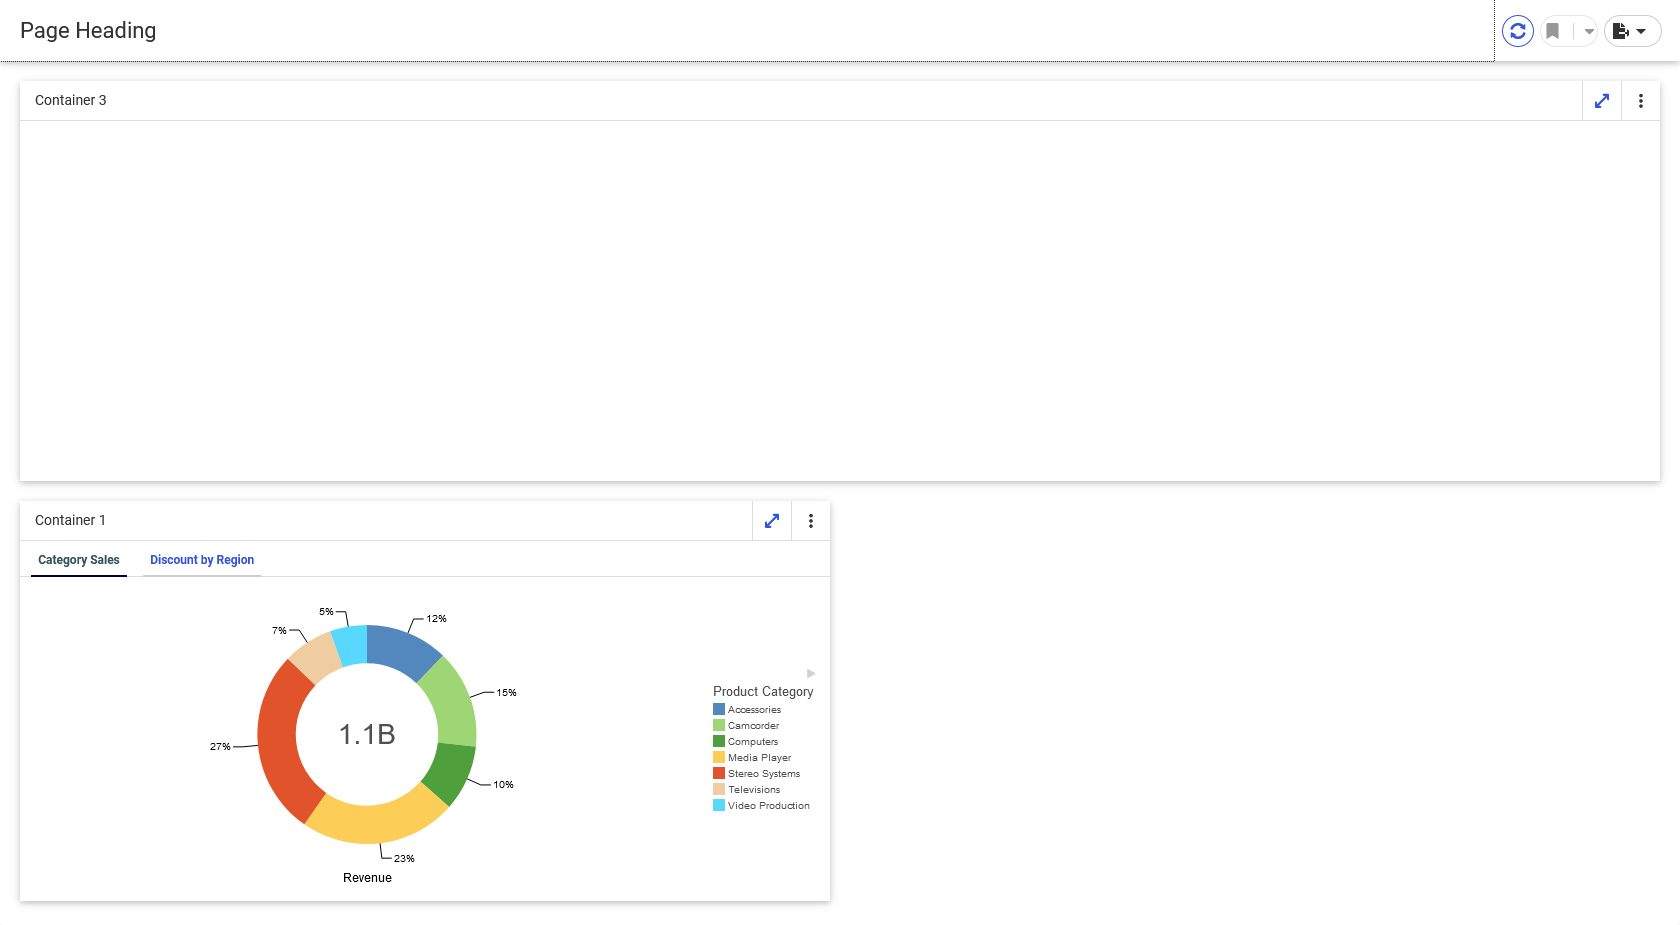 Page Heading
Container 3
Container 1
Category Sales
Discount by Region
5%
12%
7%
15%
27%
1.1B
10%
23%
Revenue
Product Category
Accessories
Camcorder
Computers
Media Player
Stereo Systems
Televisions
Video Production